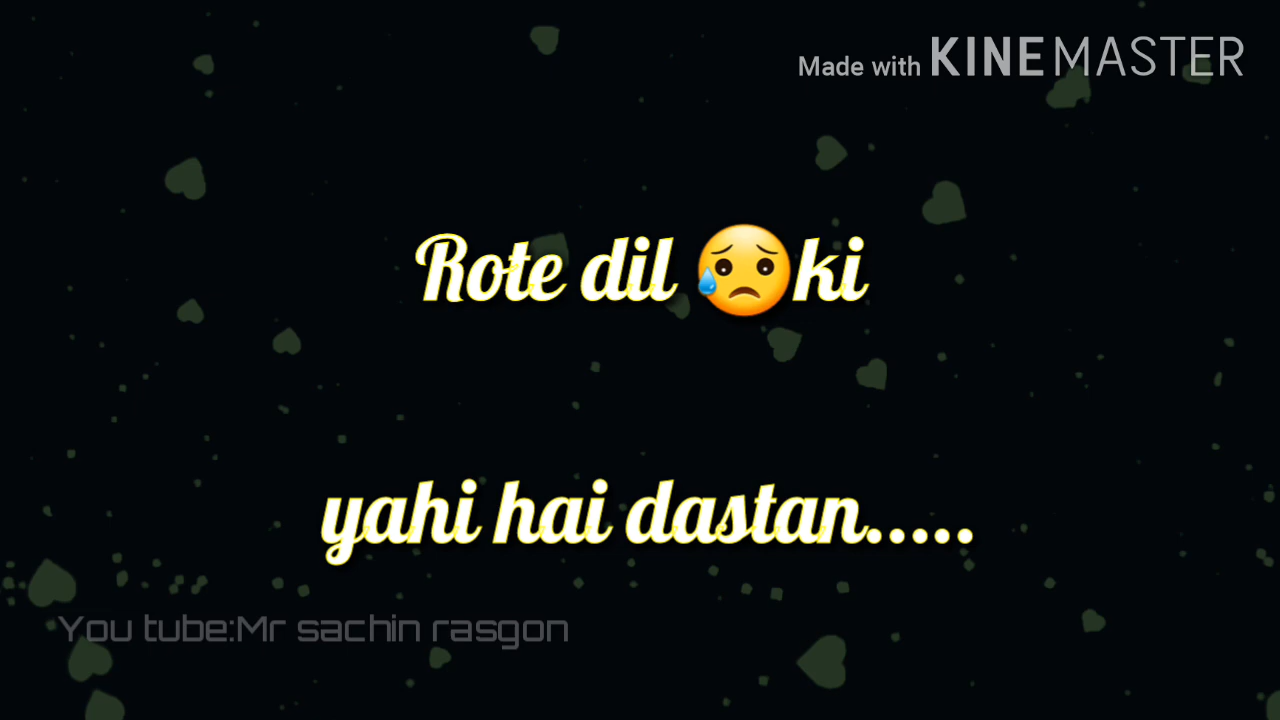 Made with KINEMASTER
Rote dil 😥ki
yahi hai dastan.....
You tube:Mr sachin rasgon